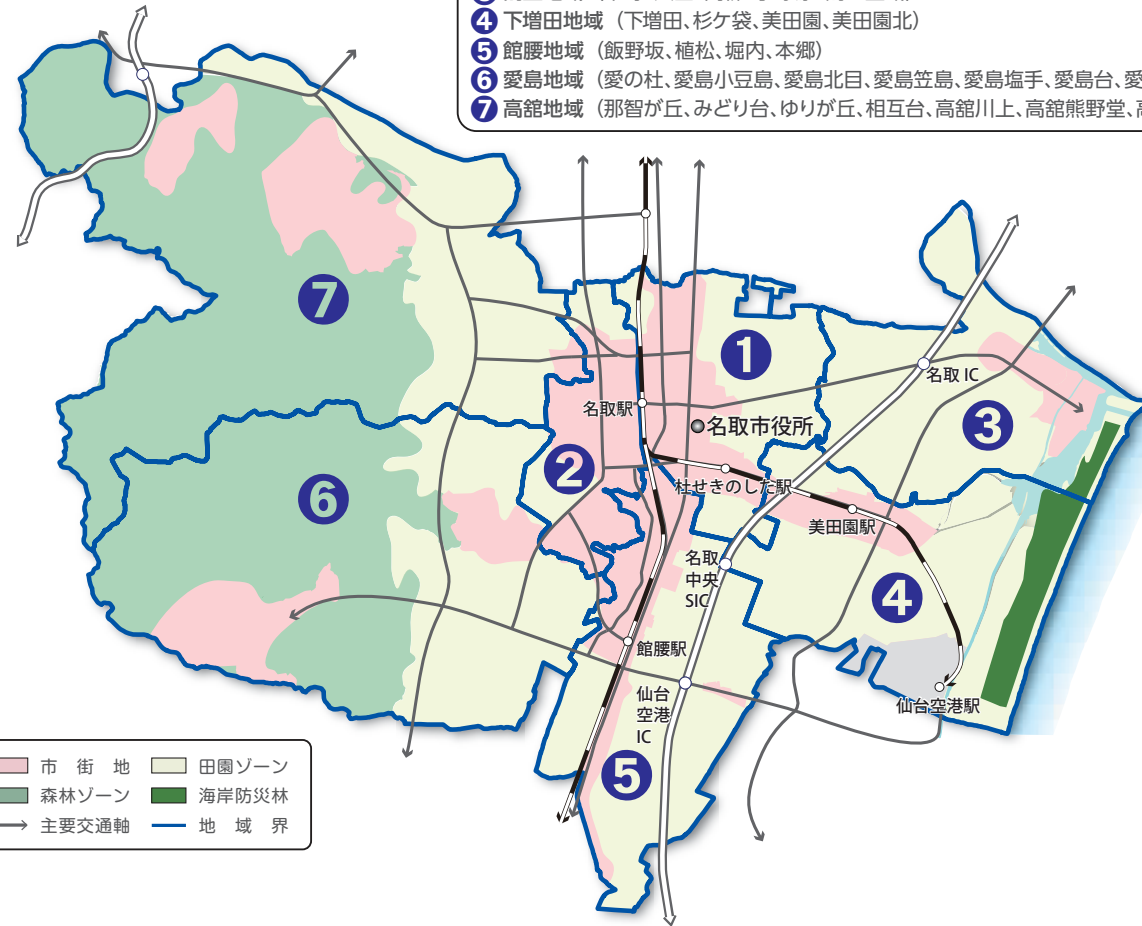 ④ 下増田地域（下増田、杉ケ袋、美田園、美田園北）
⑤ 館腰地域（飯野坂、植松、堀内、本郷）
⑥ 愛島地域（愛の杜、愛島小豆島、愛島北目、愛島笠島、愛島塩手、愛島台、愛
⑦ 高舘地域（那智が丘、みどり台、ゆりが丘、相互台、高舘川上、高舘熊野堂、高
⑦
①
名取 IC
名取駅
名取市役所
③
②
杜せきのした駅
⑥
美田園駅
名取
中央
SIC
④
館腰駅
仙台
空港
IC
仙台空港駅
⑤
市 街 地 田園ゾーン
森林ゾーン 海岸防災林
主要交通軸 地 域 界